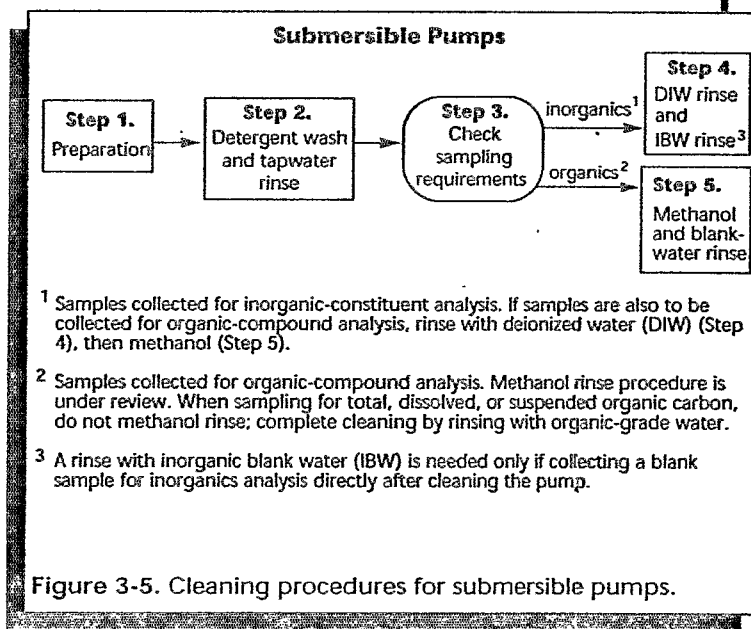 Submersible Pumps
Step 1.
Preparation
Step 2.
Detergent wash
and tapwater
rinse
Step 3.
Check
sampling
requirements
inorganics¹
organics²
Step 4.
DIW rinse
and
IBW rinse³
Step 5.
Methanol
and blank-
water rinse
¹ Samples collected for inorganic-constituent analysis. If samples are also to be
collected for organic-compound analysis, rinse with deionized water (DIW) (Step
4), then methanol (Step 5).
² Samples collected for organic-compound analysis. Methanol rinse procedure is
under review. When sampling for total, dissolved, or suspended organic carbon,
do not methanol rinse; complete cleaning by rinsing with organic-grade water.
³ A rinse with inorganic blank water (IBW) is needed only if collecting a blank
sample for inorganics analysis directly after cleaning the pump.
Figure 3-5. Cleaning procedures for submersible pumps.